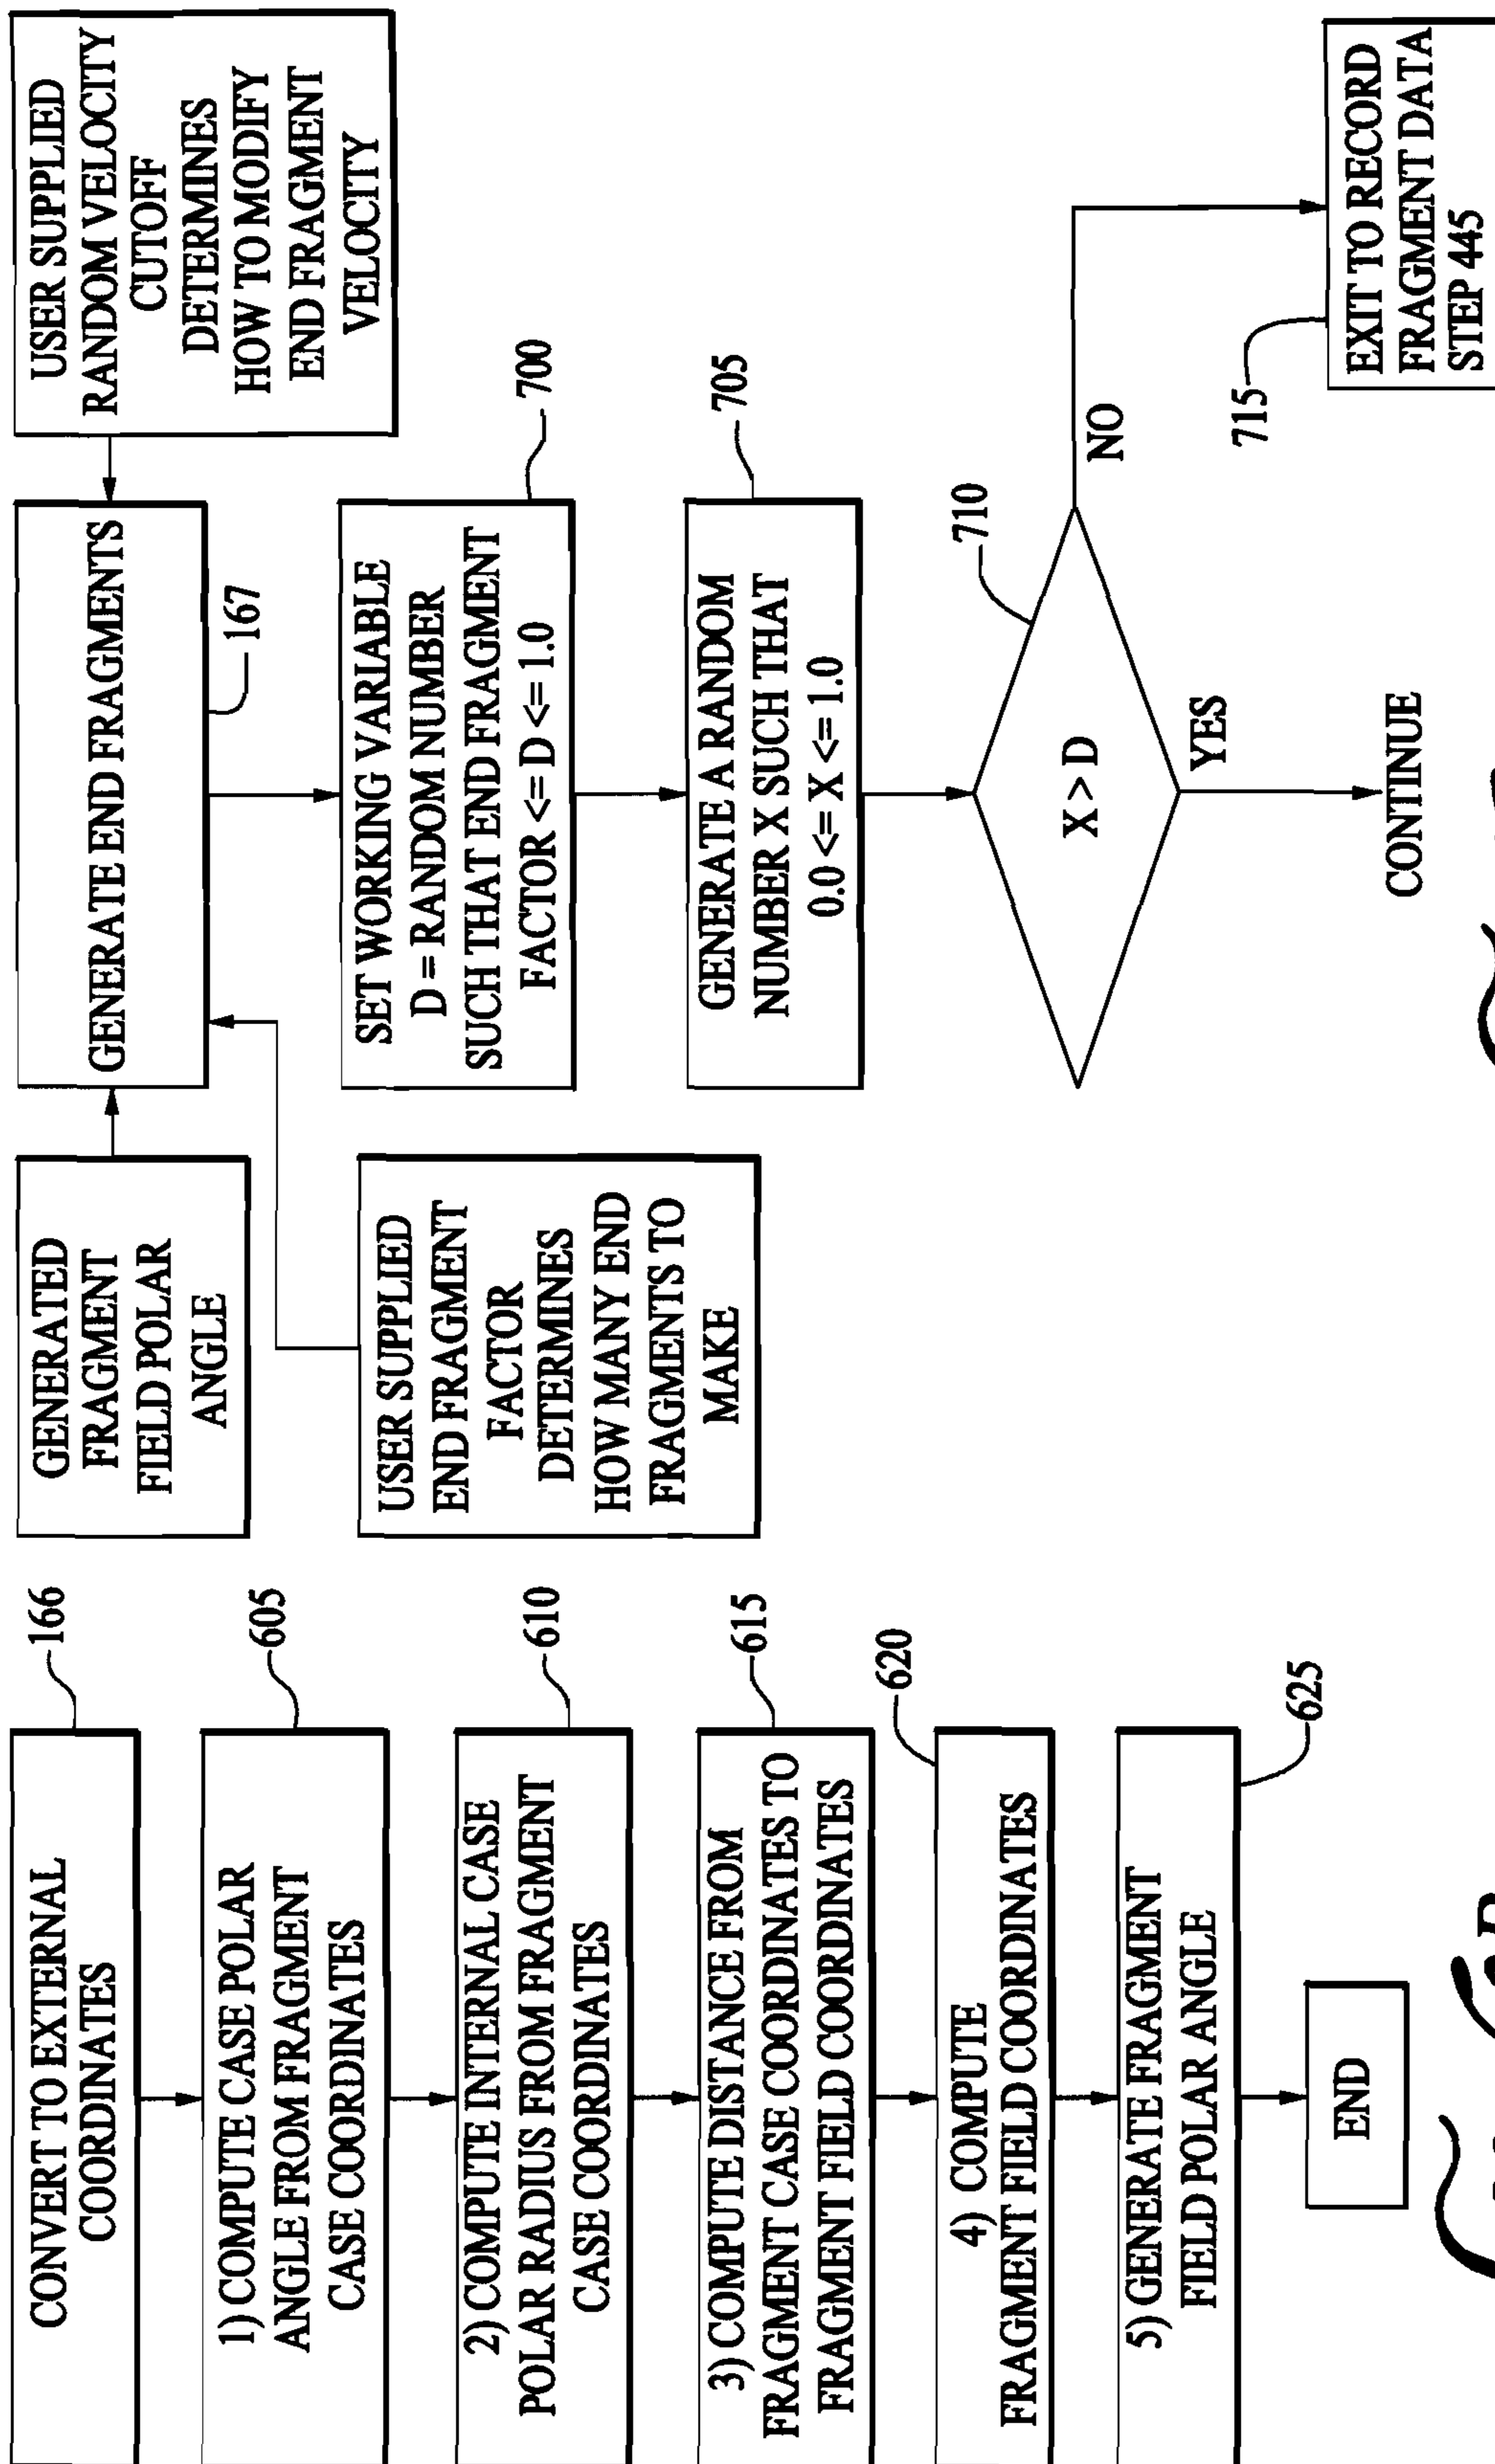 CONVERT TO EXTERNAL
COORDINATES
166
1) COMPUTE CASE POLAR
ANGLE FROM FRAGMENT
CASE COORDINATES
605
2) COMPUTE INTERNAL CASE
POLAR RADIUS FROM FRAGMENT
CASE COORDINATES
610
3) COMPUTE DISTANCE FROM
FRAGMENT CASE COORDINATES TO
FRAGMENT FIELD COORDINATES
615
4) COMPUTE
FRAGMENT FIELD COORDINATES
620
5) GENERATE FRAGMENT
FIELD POLAR ANGLE
625
END
GENERATED
FRAGMENT
FIELD POLAR
ANGLE
USER SUPPLIED
END FRAGMENT
FACTOR
DETERMINES
HOW MANY END
FRAGMENTS TO
MAKE
GENERATE END FRAGMENTS
167
USER SUPPLIED
RANDOM VELOCITY
CUTOFF
DETERMINES
HOW TO MODIFY
END FRAGMENT
VELOCITY
SET WORKING VARIABLE
D = RANDOM NUMBER
SUCH THAT END FRAGMENT
FACTOR <= D <= 1.0
700
GENERATE A RANDOM
NUMBER X SUCH THAT
0.0 <= X <= 1.0
705
X > D
710
NO
YES
CONTINUE
715
EXIT TO RECORD
FRAGMENT DATA
STEP 445